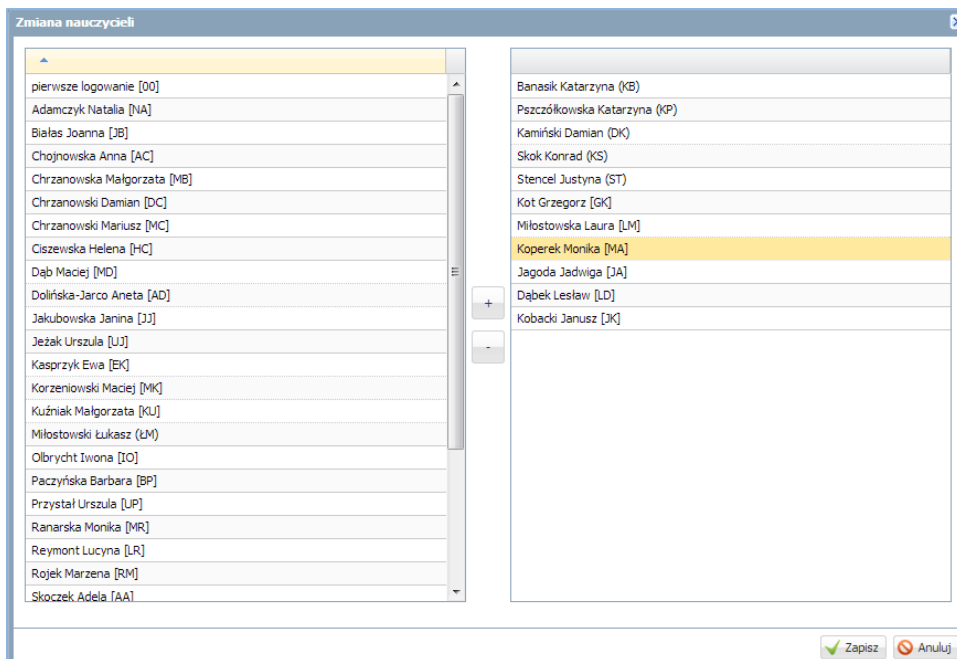 Zmiana nauczycieli
pierwsze logowanie [00]
Adamczyk Natalia [NA]
Białas Joanna [JB]
Chojnowska Anna [AC]
Chrzanowska Małgorzata [MB]
Chrzanowski Damian [DC]
Chrzanowski Mariusz [MC]
Ciszewska Helena [HC]
Dąb Maciej [MD]
Dolińska-Jarco Aneta [AD]
Jakubowska Janina [JJ]
Jeżak Urszula [UJ]
Kasprzyk Ewa [EK]
Korzeniowski Maciej [MK]
Kuźniak Małgorzata [KU]
Miłostowski Łukasz (ŁM)
Olbrycht Iwona [IO]
Paczyńska Barbara [BP]
Przystał Urszula [UP]
Ranarska Monika [MR]
Reymont Lucyna [LR]
Rojek Marzena [RM]
Skoczek Adela [AA]
+
-
Banasik Katarzyna (KB)
Pszczółkowska Katarzyna (KP)
Kamiński Damian (DK)
Skok Konrad (KS)
Stencel Justyna (ST)
Kot Grzegorz [GK]
Miłostowska Laura [LM]
Koperek Monika [MA]
Jagoda Jadwiga [JA]
Dąbek Lesław [LD]
Kobacki Janusz [JK]
Zapisz
Anuluj